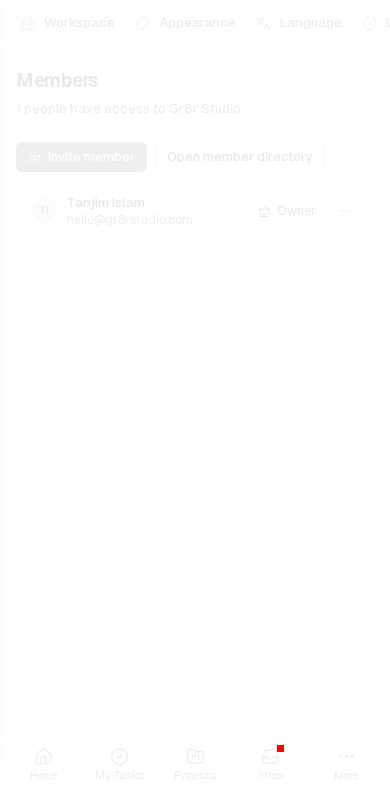 Workspace Appearance Language
Members
1 people have access to Gr8r Studio.
Invite member Open member directory
TI Tanjim Islam Owner
hello@gr8rstudio.com
Home My Tasks Projects Inbox More